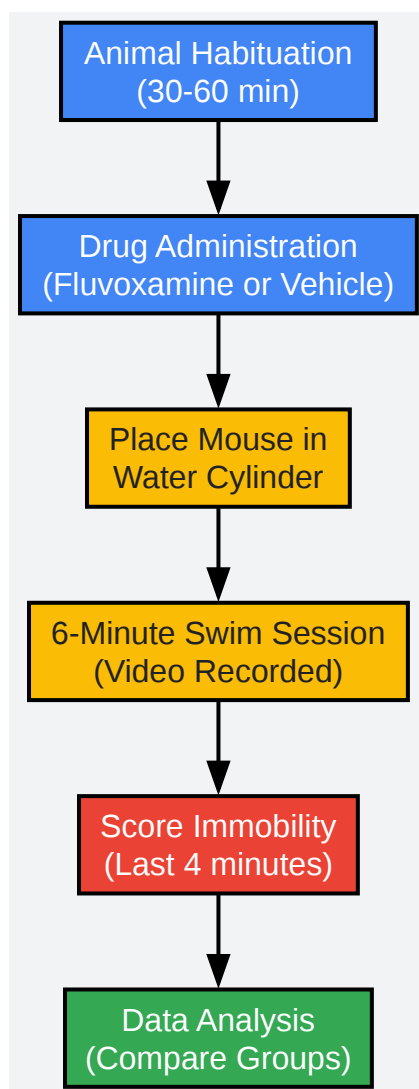 Animal Habituation
(30-60 min)
Drug Administration
(Fluvoxamine or Vehicle)
Place Mouse in
Water Cylinder
6-Minute Swim Session
(Video Recorded)
Score Immobility
(Last 4 minutes)
Data Analysis
(Compare Groups)